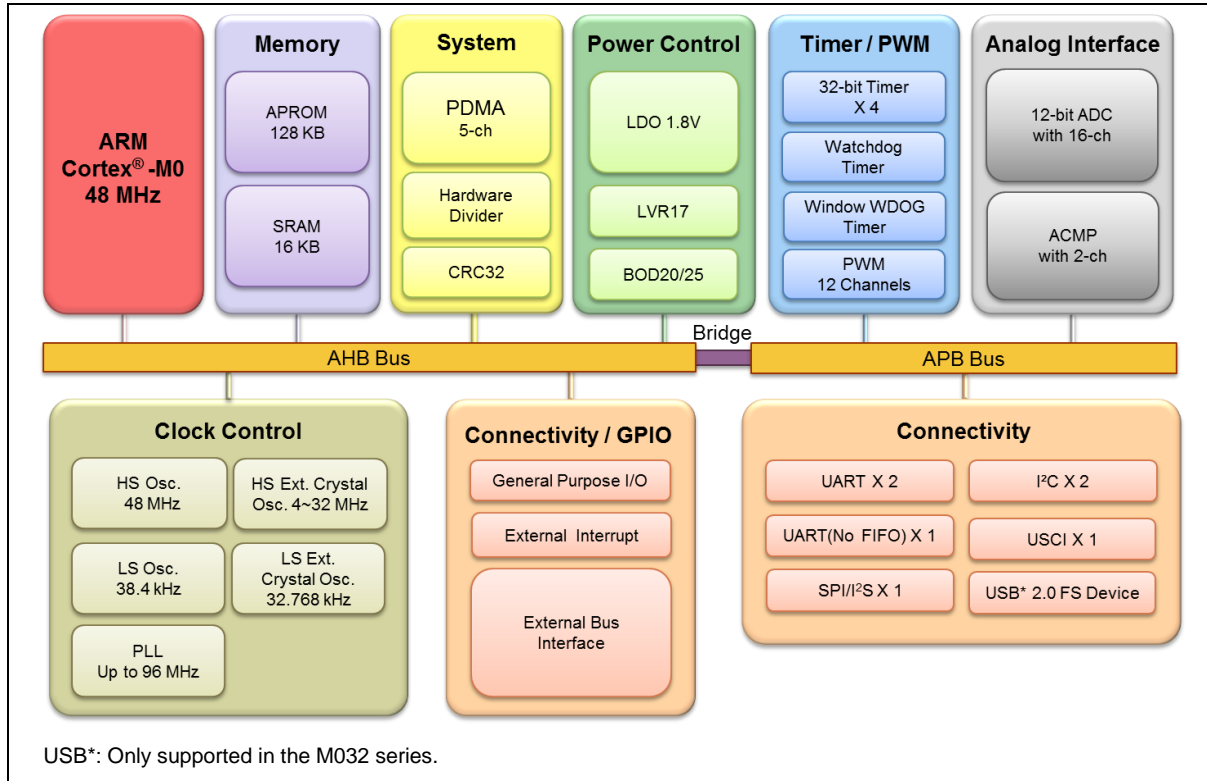 ARM
Cortex® -M0
48 MHz
Memory
APROM
128 KB
SRAM
16 KB
System
PDMA
5-ch
Hardware
Divider
CRC32
Power Control
LDO 1.8V
LVR17
BOD20/25
Timer / PWM
32-bit Timer
X 4
Watchdog
Timer
Window WDOG
Timer
PWM
12 Channels
Analog Interface
12-bit ADC
with 16-ch
ACMP
with 2-ch
Bridge
AHB Bus
APB Bus
Clock Control
HS Osc.
48 MHz
HS Ext. Crystal
Osc. 4~32 MHz
LS Osc.
38.4 kHz
LS Ext.
Crystal Osc.
32.768 kHz
PLL
Up to 96 MHz
Connectivity / GPIO
General Purpose I/O
External Interrupt
External Bus
Interface
Connectivity
UART X 2
I²C X 2
UART(No FIFO) X 1
USCI X 1
SPI/I²S X 1
USB* 2.0 FS Device
USB*: Only supported in the M032 series.